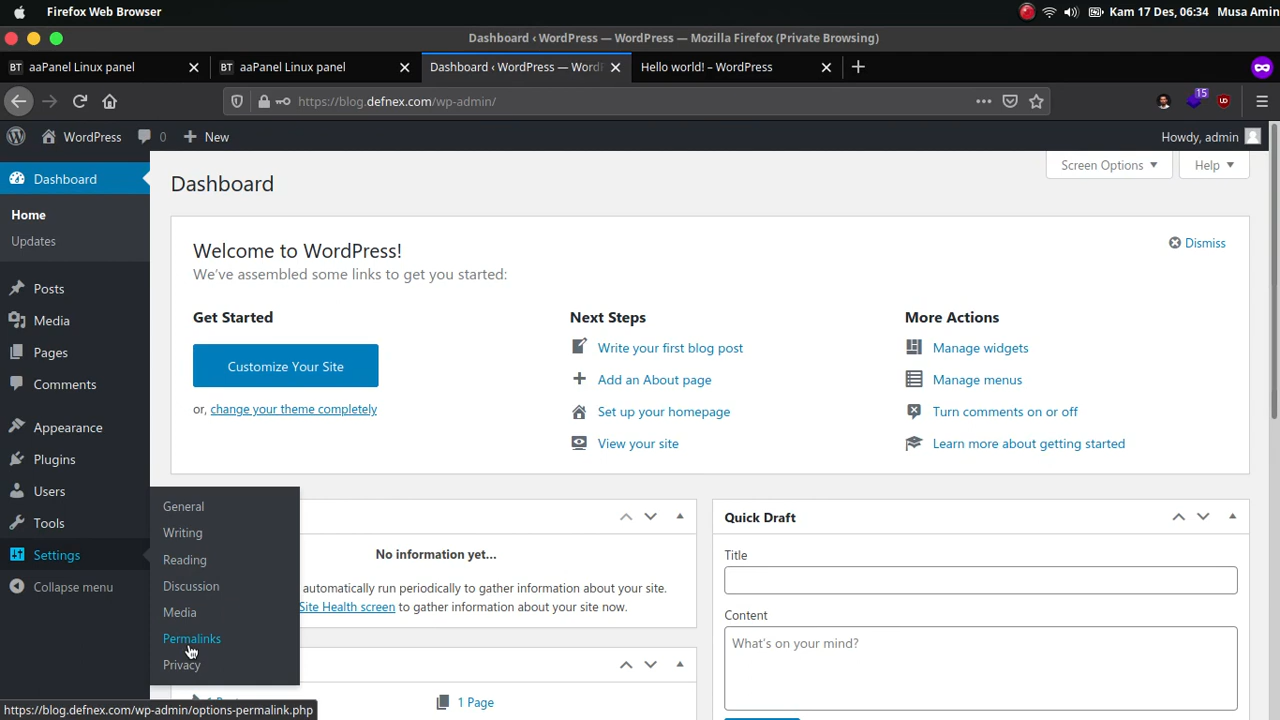 Firefox Web Browser
Kam 17 Des, 06:34 Musa Amin
Dashboard ‹ WordPress — WordPress — Mozilla Firefox (Private Browsing)
BT aaPanel Linux panel
BT aaPanel Linux panel
Dashboard ‹ WordPress — WordP
Hello world! – WordPress
https://blog.defnex.com/wp-admin/
15
WordPress 0 New
Howdy, admin
Dashboard
Home
Updates
Posts
Media
Pages
Comments
Appearance
Plugins
Users
Tools
Settings
Collapse menu
General
Writing
Reading
Discussion
Media
Permalinks
Privacy
Screen Options
Help
Dashboard
Welcome to WordPress!
We've assembled some links to get you started:
Dismiss
Get Started
Customize Your Site
or, change your theme completely
Next Steps
Write your first blog post
Add an About page
Set up your homepage
View your site
More Actions
Manage widgets
Manage menus
Turn comments on or off
Learn more about getting started
No information yet...
automatically run periodically to gather information about your site.
Site Health screen to gather information about your site now.
1 Page
Quick Draft
Title
Content
What's on your mind?
https://blog.defnex.com/wp-admin/options-permalink.php